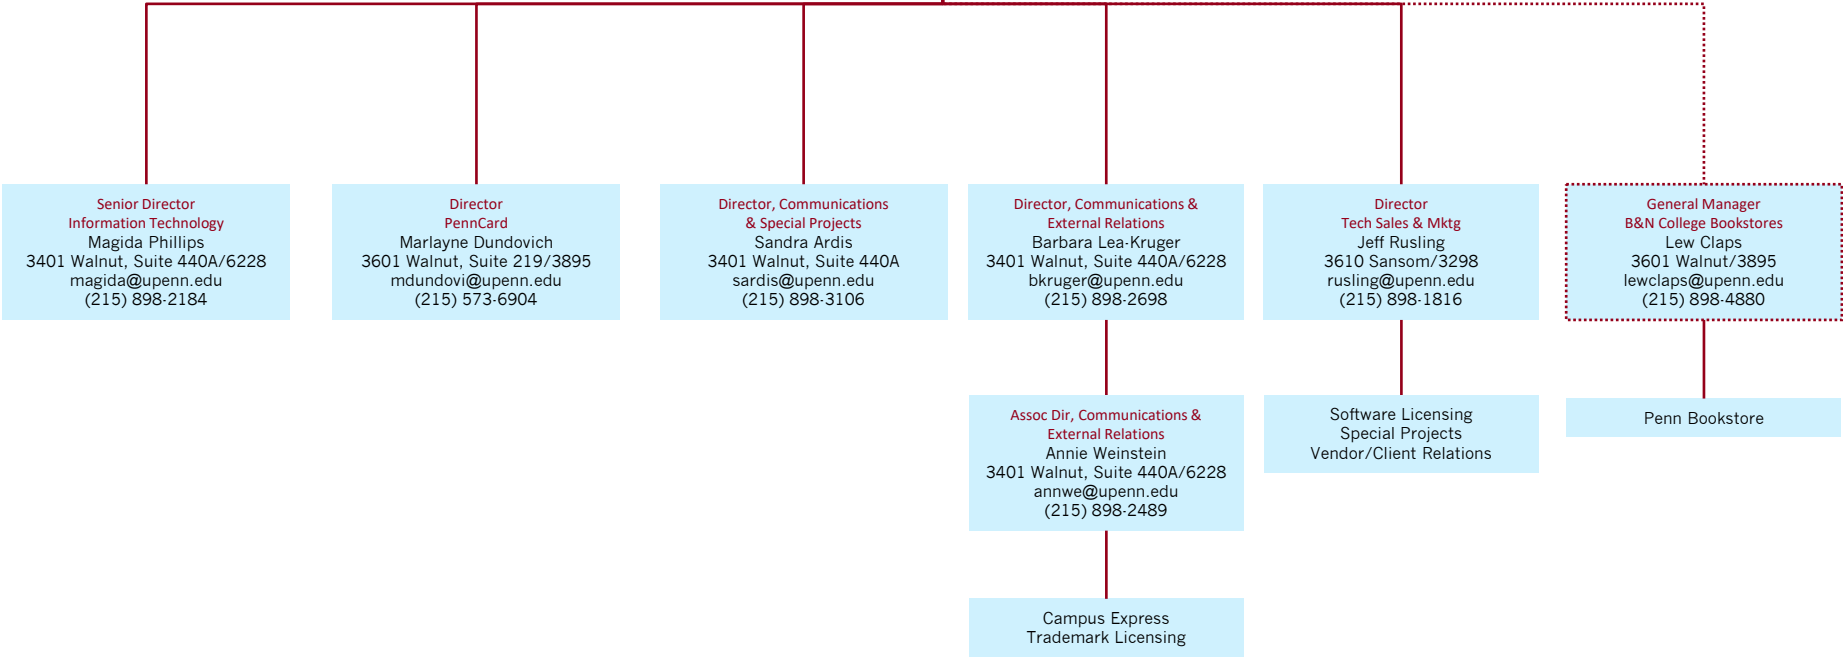 Senior Director
Information Technology
Magida Phillips
3401 Walnut, Suite 440A/6228
magida@upenn.edu
(215) 898-2184
Director
PennCard
Marlayne Dundovich
3601 Walnut, Suite 219/3895
mdundovi@upenn.edu
(215) 573-6904
Director, Communications
& Special Projects
Sandra Ardis
3401 Walnut, Suite 440A
sardis@upenn.edu
(215) 898-3106
Director, Communications &
External Relations
Barbara Lea-Kruger
3401 Walnut, Suite 440A/6228
bkruger@upenn.edu
(215) 898-2698
Director
Tech Sales & Mktg
Jeff Rusling
3610 Sansom/3298
rusling@upenn.edu
(215) 898-1816
General Manager
B&N College Bookstores
Lew Claps
3601 Walnut/3895
lewclaps@upenn.edu
(215) 898-4880
Assoc Dir, Communications &
External Relations
Annie Weinstein
3401 Walnut, Suite 440A/6228
annwe@upenn.edu
(215) 898-2489
Software Licensing
Special Projects
Vendor/Client Relations
Penn Bookstore
Campus Express
Trademark Licensing